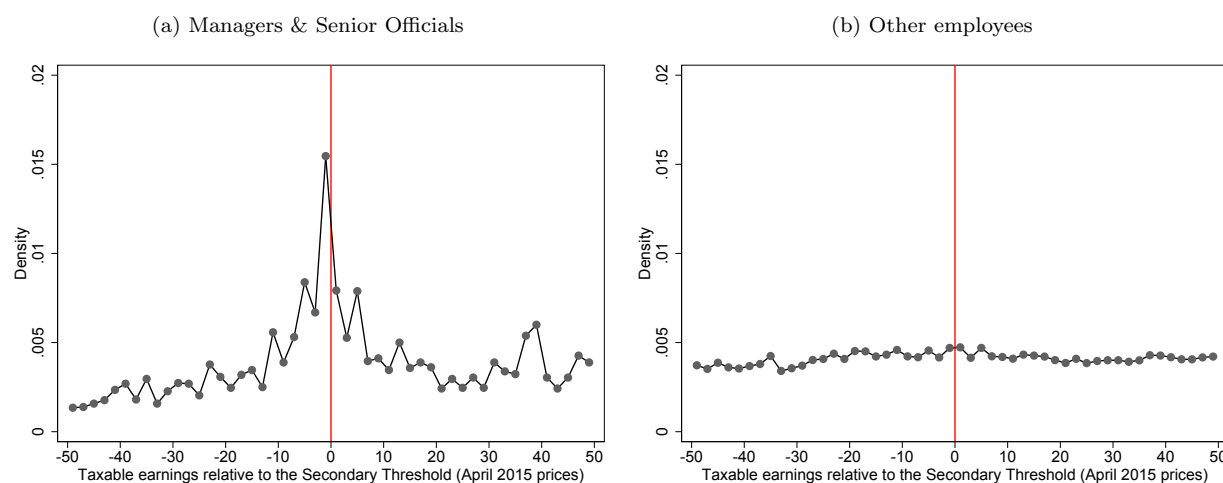 (a) Managers & Senior Officials
(b) Other employees
.02
.015
.01
.005
0
Density
-50 -40 -30 -20 -10 0 10 20 30 40 50
Taxable earnings relative to the Secondary Threshold (April 2015 prices)
.02
.015
.01
.005
0
Density
-50 -40 -30 -20 -10 0 10 20 30 40 50
Taxable earnings relative to the Secondary Threshold (April 2015 prices)